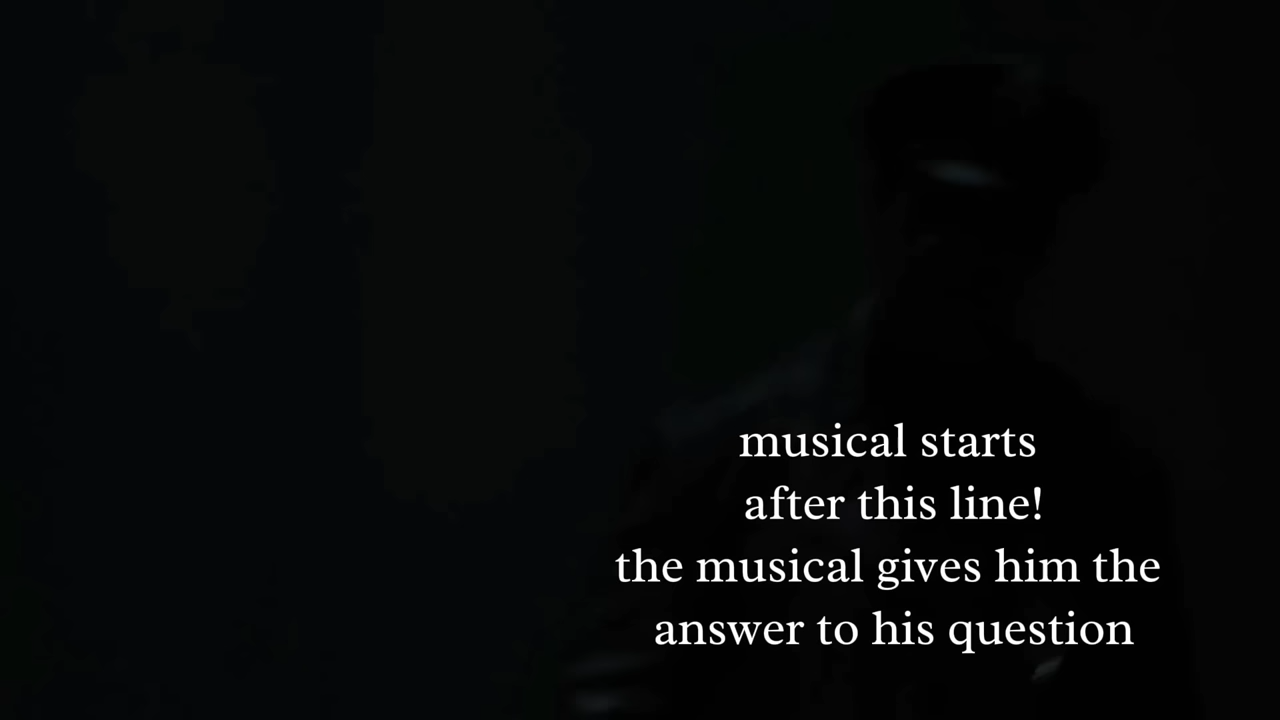 musical starts
after this line!
the musical gives him the
answer to his question